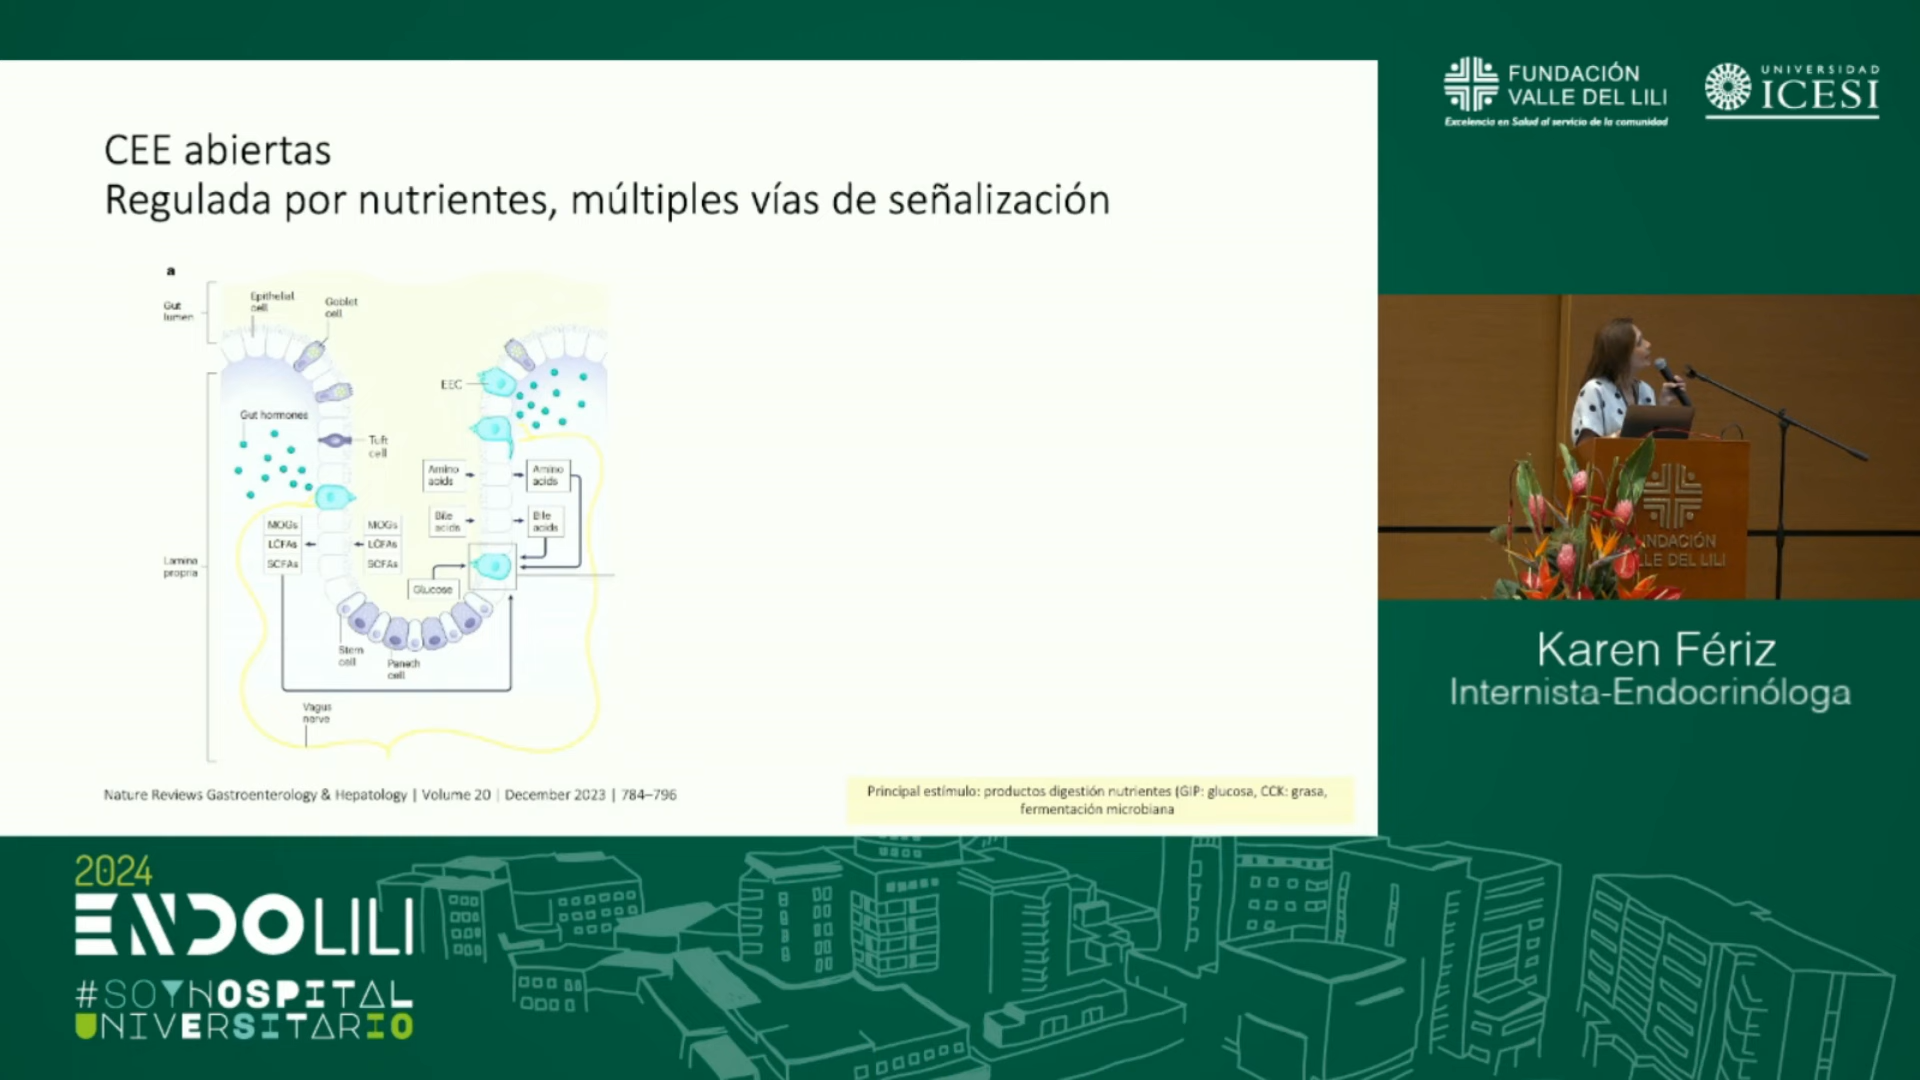 FUNDACIÓN
VALLE DEL LILI
Excelencia en Salud al servicio de la comunidad
UNIVERSIDAD
ICESI
CEE abiertas
Regulada por nutrientes, múltiples vías de señalización
a
Gut
lumen
Epithelial
cell
Goblet
cell
EEC
Gut hormones
Tuft
cell
Amino
acids
Amino
acids
Bile
acids
Bile
acids
MOGs
LCFAs
SCFAs
MOGs
LCFAs
SCFAs
Glucose
Lamina
propria
Stem
cell
Paneth
cell
Vagus
nerve
Nature Reviews Gastroenterology & Hepatology | Volume 20 | December 2023 | 784–796
Principal estímulo: productos digestión nutrientes (GIP: glucosa, CCK: grasa,
fermentación microbiana
NDACIÓN
LLE DEL LILI
Karen Fériz
Internista-Endocrinóloga
2024
ENDOLILI
#SOYHOSPITAL
UNIVERSITARIO